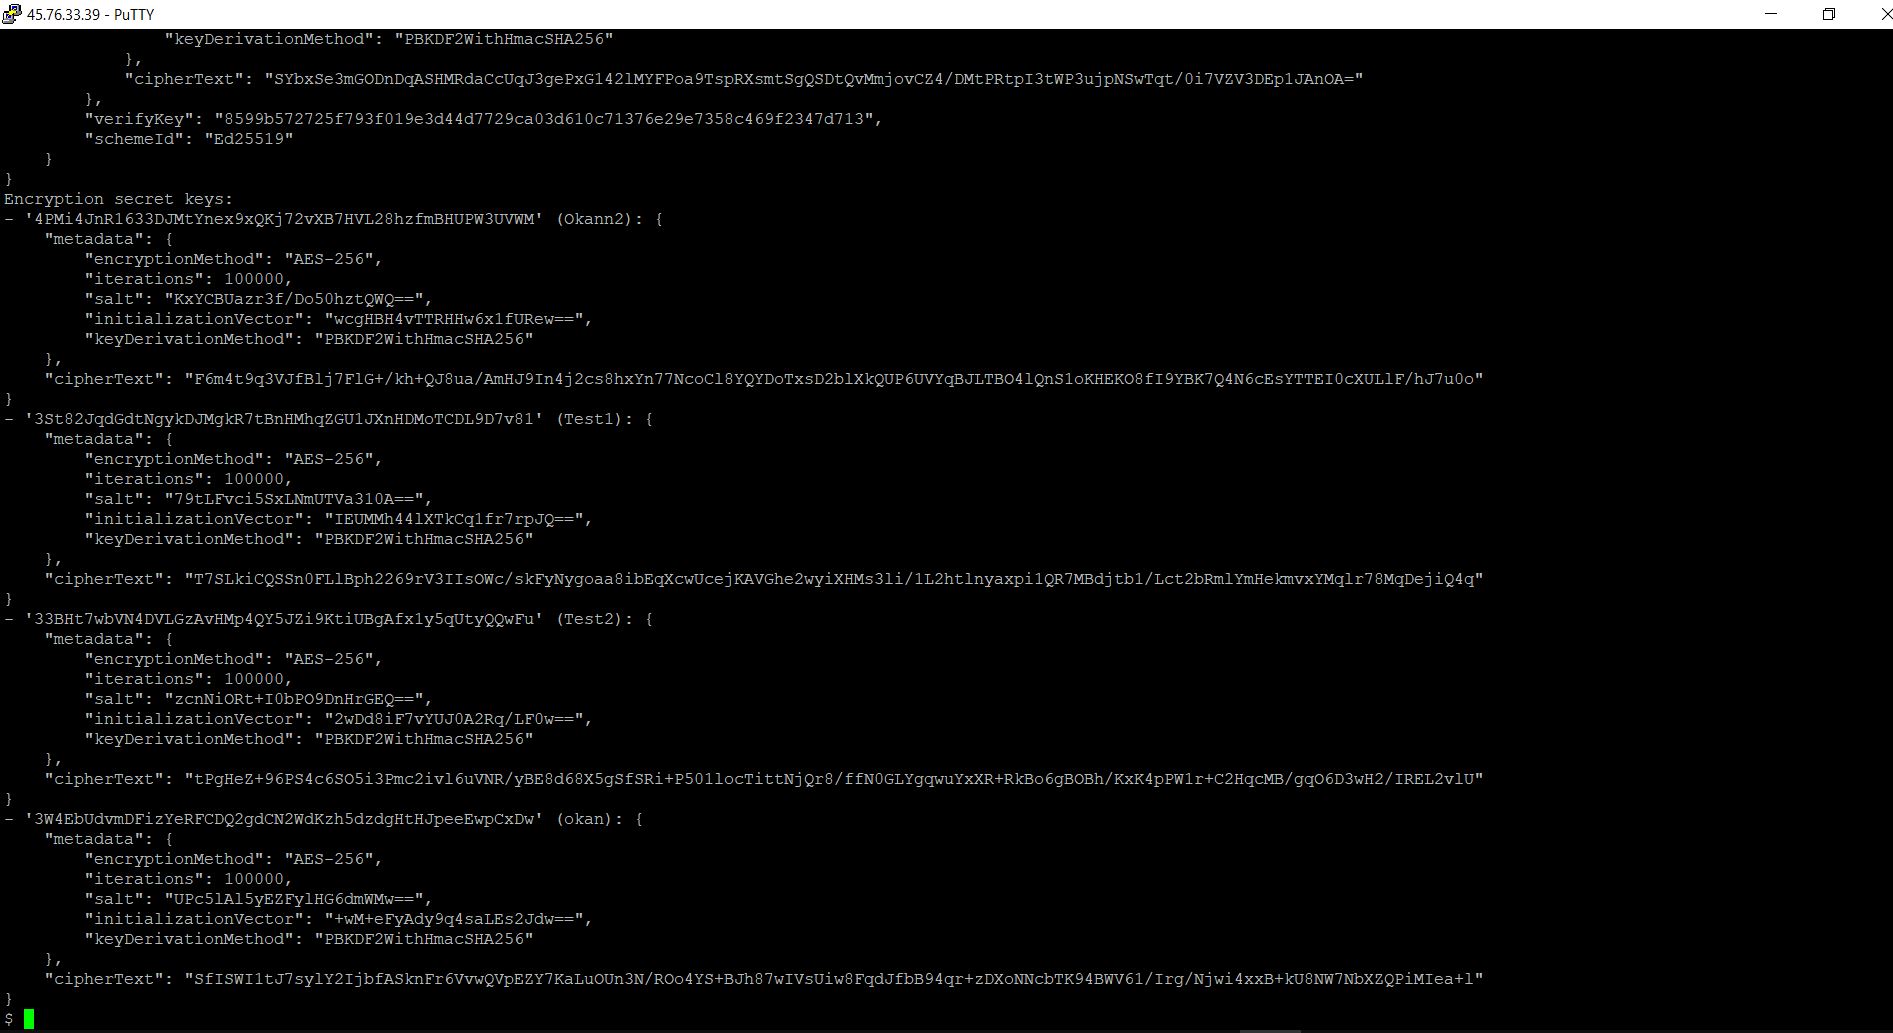 45.76.33.39 - PuTTY
"keyDerivationMethod": "PBKDF2WithHmacSHA256"
},
"cipherText": "SYbxSe3mGODnDqASHMRdaCcUqJ3gePxG142lMYFPoa9TspRXsmtSgQSDtQvMmjovCZ4/DMtPRtpI3tWP3ujpNSwTqt/0i7VZV3DEp1JAnOA="
},
"verifyKey": "8599b572725f793f019e3d44d7729ca03d610c71376e29e7358c469f2347d713",
"schemeId": "Ed25519"
}
}
Encryption secret keys:
- '4PMi4JnR1633DJMtYnex9xQKj72vXB7HVL28hzfmBHUPW3UVWM' (Okann2): {
"metadata": {
"encryptionMethod": "AES-256",
"iterations": 100000,
"salt": "KxYCBUazr3f/Do50hztQWQ==",
"initializationVector": "wcgHBH4vTTRHHw6x1fURew==",
"keyDerivationMethod": "PBKDF2WithHmacSHA256"
},
"cipherText": "F6m4t9q3VJfBlj7FlG+/kh+QJ8ua/AmHJ9In4j2cs8hxYn77NcoCl8YQYDoTxsD2blXkQUP6UVYqBJLTBO4lQnS1oKHEKO8fI9YBK7Q4N6cEsYTTEI0cXULlF/hJ7u0o"
}
- '3St82JqdGdtNgykDJMgkR7tBnHMhqZGU1JXnHDMoTCDL9D7v81' (Test1): {
"metadata": {
"encryptionMethod": "AES-256",
"iterations": 100000,
"salt": "79tLFvci5SxLNmUTVa310A==",
"initializationVector": "IEUMMh44lXTkCq1fr7rpJQ==",
"keyDerivationMethod": "PBKDF2WithHmacSHA256"
},
"cipherText": "T7SLkiCQSSn0FLlBph2269rV3IIsOWc/skFyNygoaa8ibEqXcwUcejKAVGhe2wyiXHMs3li/1L2htlnyaxpi1QR7MBdjtb1/Lct2bRmlYmHekmvxYMqlr78MqDejiQ4q"
}
- '33BHt7wbVN4DVLGzAvHMp4QY5JZi9KtiUBgAfx1y5qUtyQQwFu' (Test2): {
"metadata": {
"encryptionMethod": "AES-256",
"iterations": 100000,
"salt": "zcnNiORt+I0bPO9DnHrGEQ==",
"initializationVector": "2wDd8iF7vYUJ0A2Rq/LF0w==",
"keyDerivationMethod": "PBKDF2WithHmacSHA256"
},
"cipherText": "tPgHeZ+96PS4c6SO5i3Pmc2ivl6uVNR/yBE8d68X5gSfSRi+P501locTittNjQr8/ffN0GLYgqwuYxXR+RkBo6gBOBh/KxK4pPW1r+C2HqcMB/gqO6D3wH2/IREL2vlU"
}
- '3W4EbUdvmDFizYeRFCDQ2gdCN2WdKzh5dzdgHtHJpeeEwpCxDw' (okan): {
"metadata": {
"encryptionMethod": "AES-256",
"iterations": 100000,
"salt": "UPc5lAl5yEZFylHG6dmWMw==",
"initializationVector": "+wM+eFyAdy9q4saLEs2Jdw==",
"keyDerivationMethod": "PBKDF2WithHmacSHA256"
},
"cipherText": "SfISWI1tJ7sylY2IjbfASknFr6VvwQVpEZY7KaLuOUn3N/ROo4YS+BJh87wIVsUiw8FqdJfbB94qr+zDXoNNcbTK94BWV61/Irg/Njwi4xxB+kU8NW7NbXZQPiMIea+l"
}
$